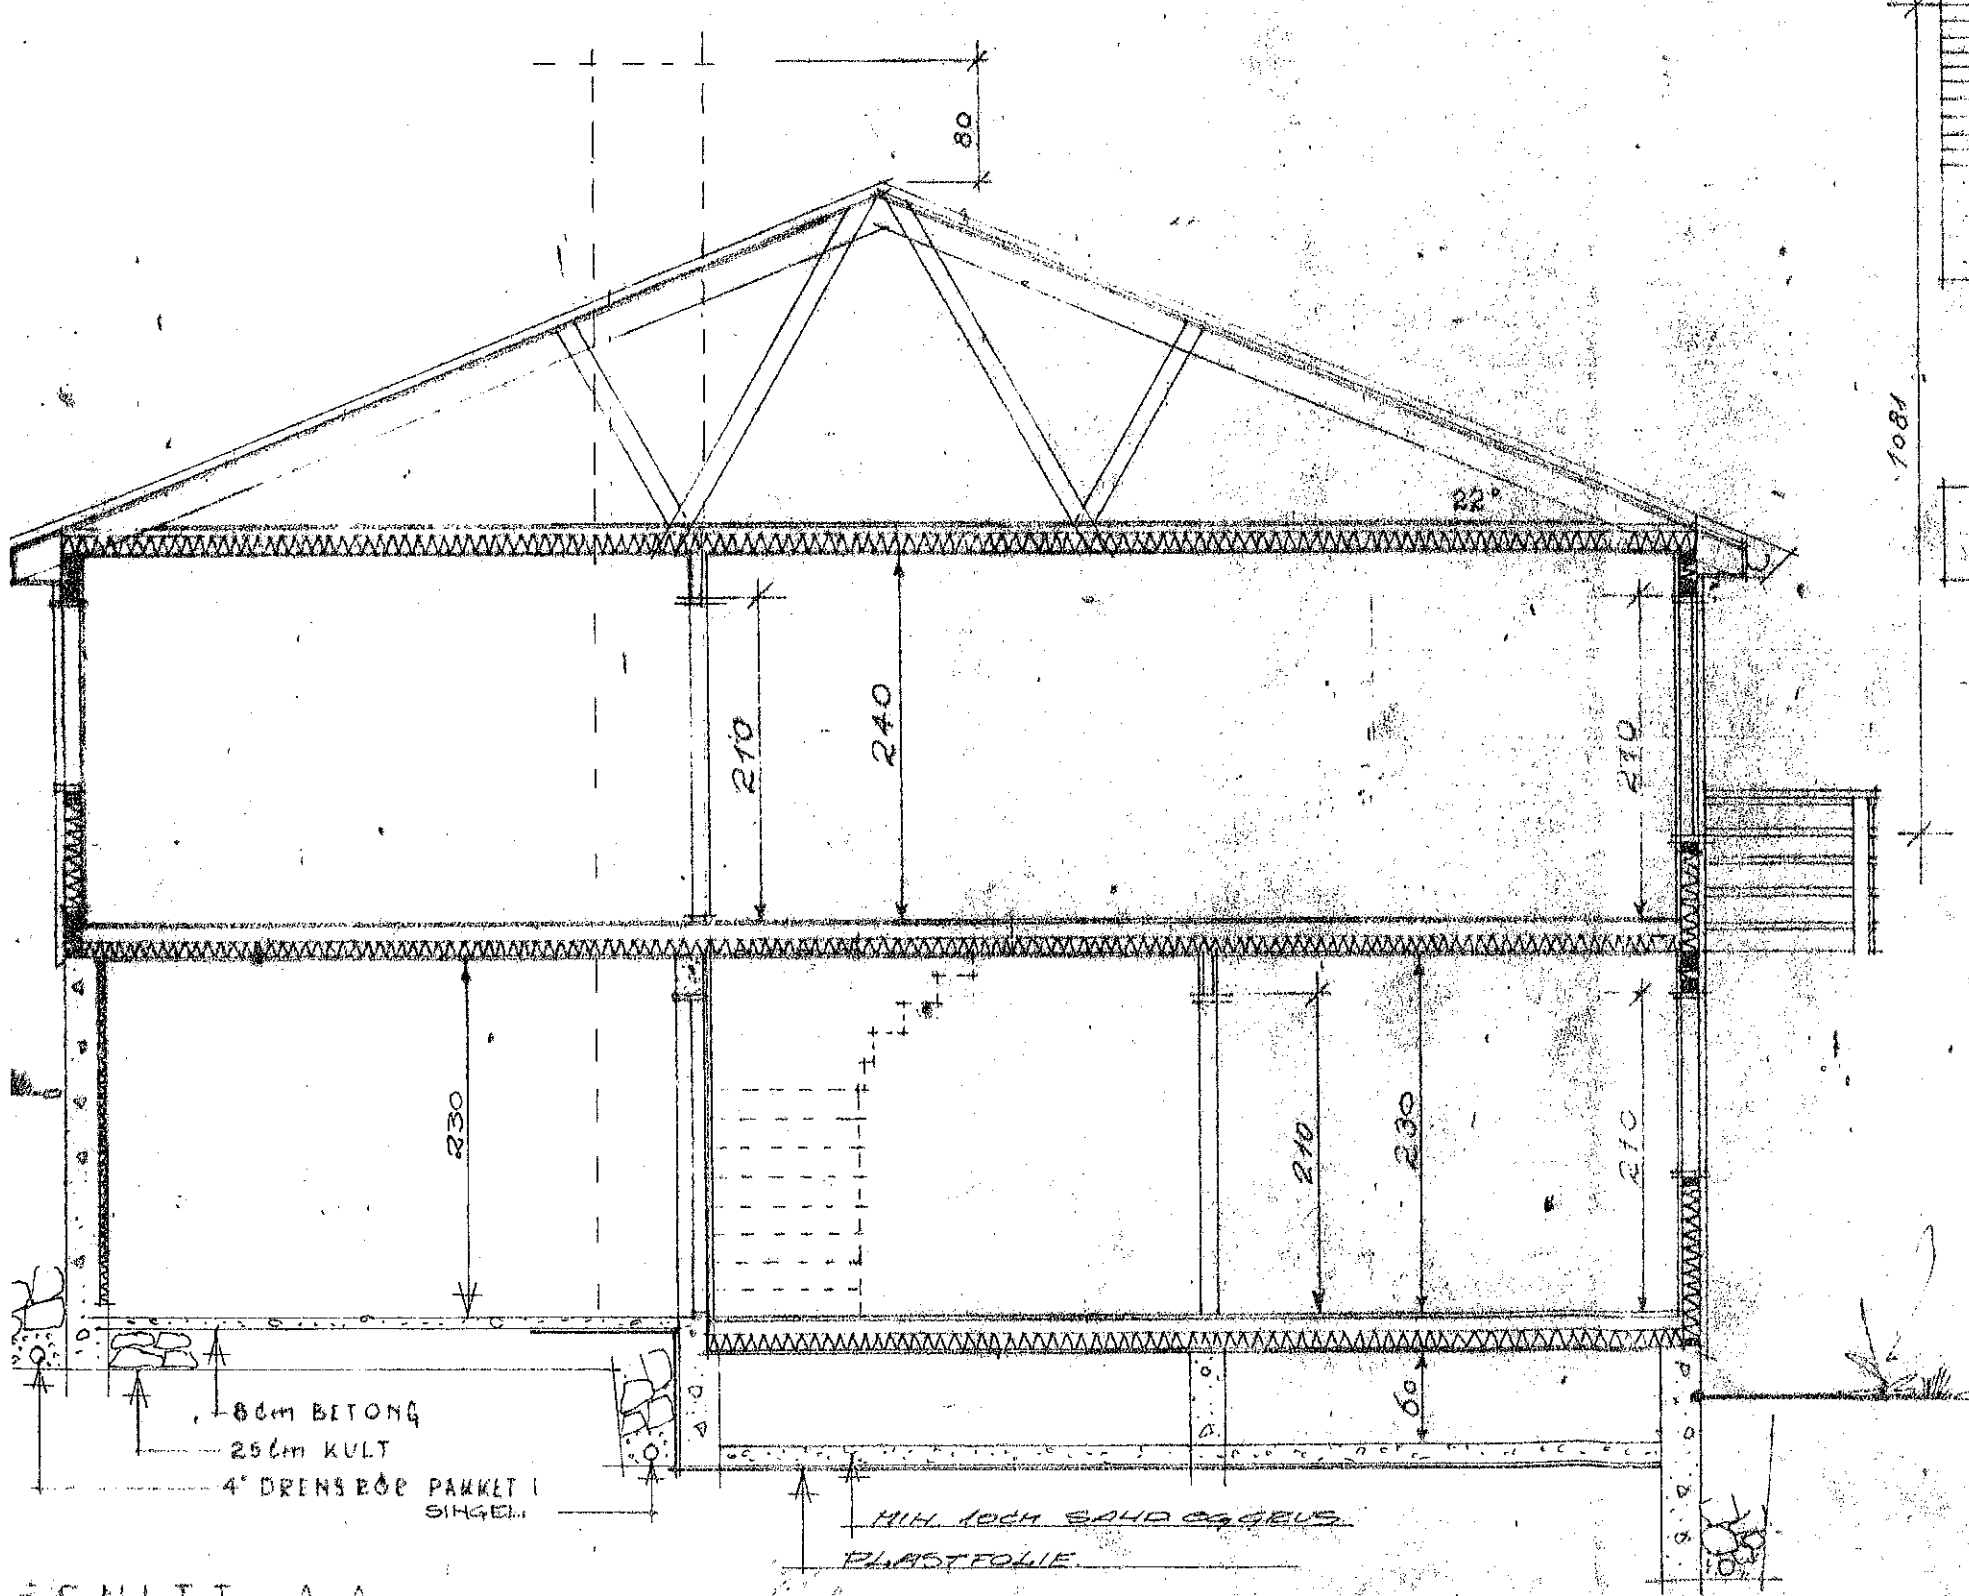 80
1081
22°
210
240
210
230
210
230
210
60
8cm BETONG
25cm KULT
4" DRENSRØR PAKKET I
SINGEL.
MIN. 10cm SAND OG GRUS
PLASTFOLIE.
SNITT A A